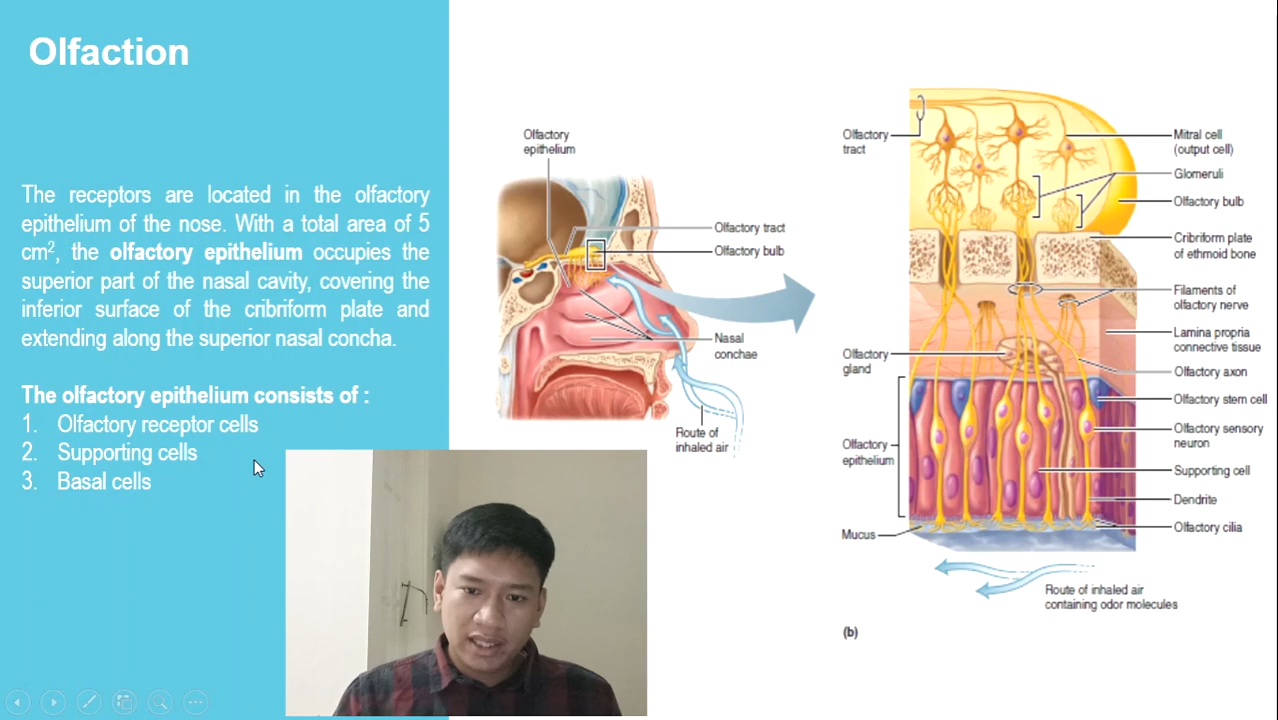 Olfaction
The receptors are located in the olfactory
epithelium of the nose. With a total area of 5
cm², the olfactory epithelium occupies the
superior part of the nasal cavity, covering the
inferior surface of the cribriform plate and
extending along the superior nasal concha.
The olfactory epithelium consists of :
1. Olfactory receptor cells
2. Supporting cells
3. Basal cells
Olfactory
epithelium
Olfactory tract
Olfactory bulb
Nasal
conchae
Route of
inhaled air
Olfactory
tract
Olfactory
gland
Olfactory
epithelium
Mucus
Mitral cell
(output cell)
Glomeruli
Olfactory bulb
Cribriform plate
of ethmoid bone
Filaments of
olfactory nerve
Lamina propria
connective tissue
Olfactory axon
Olfactory stem cell
Olfactory sensory
neuron
Supporting cell
Dendrite
Olfactory cilia
Route of inhaled air
containing odor molecules
(b)